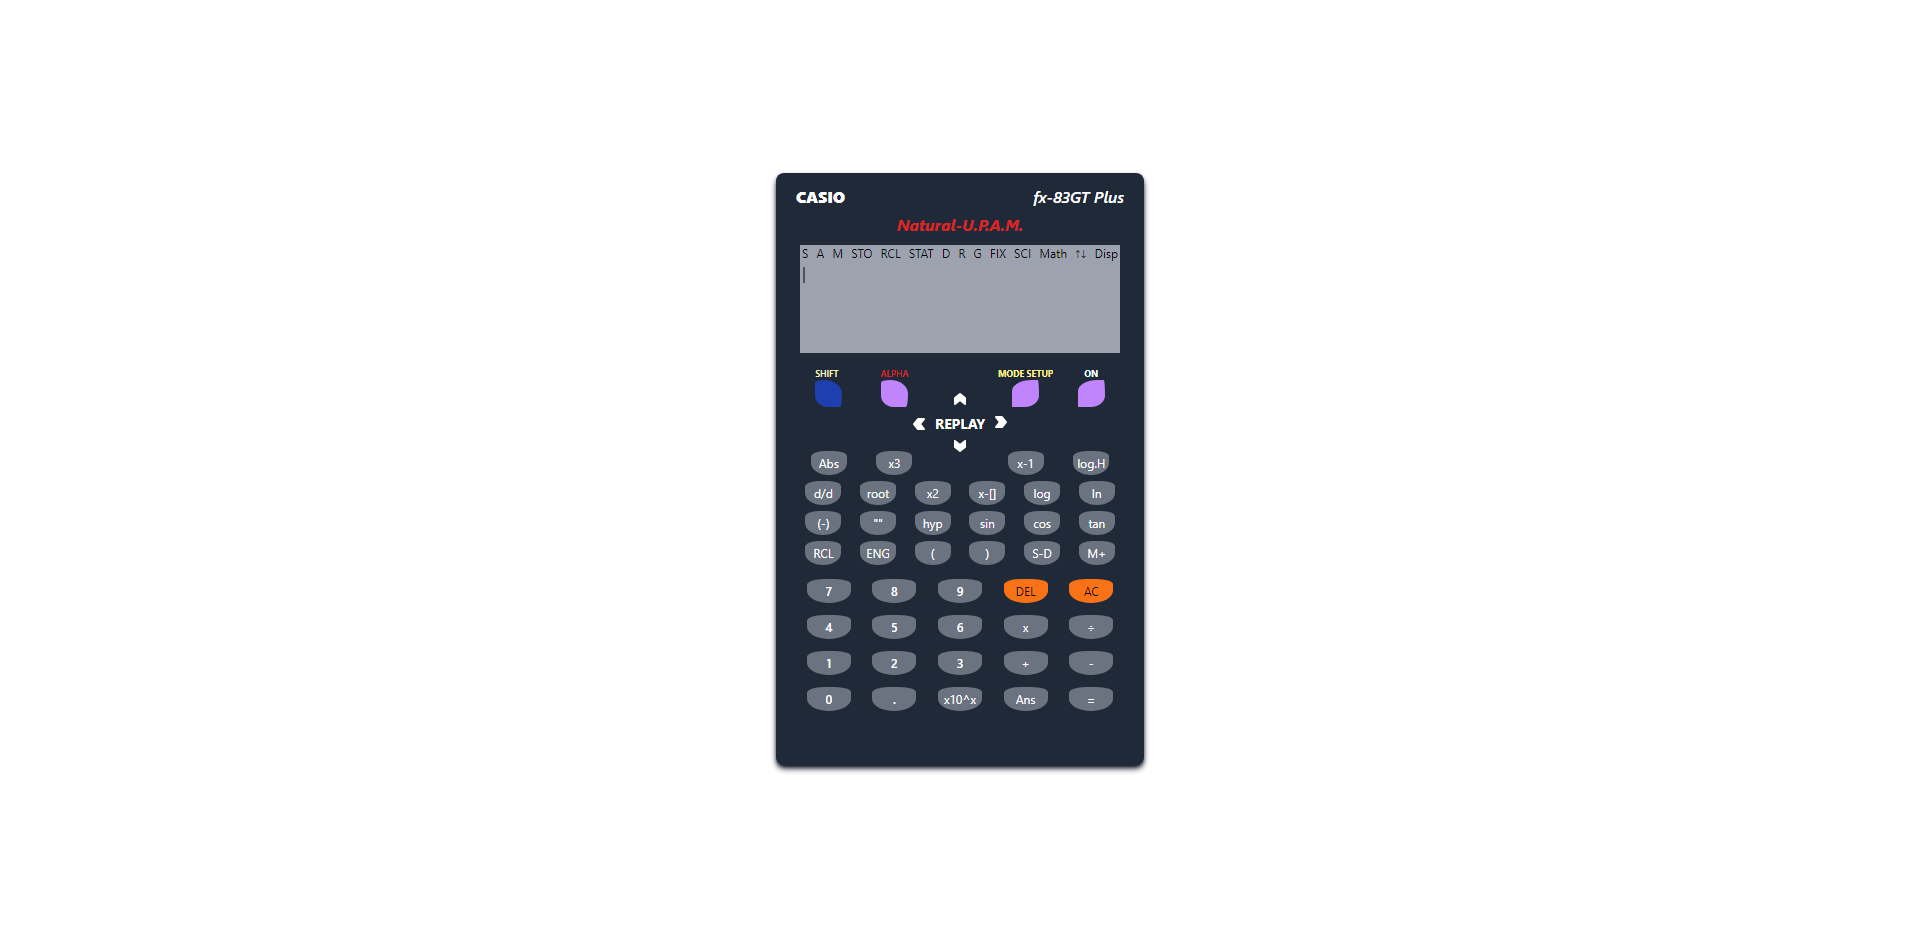 CASIO fx-83GT Plus
Natural-U.P.A.M.
S A M STO RCL STAT D R G FIX SCI Math ↑↓ Disp
SHIFT ALPHA MODE SETUP ON
REPLAY
Abs x3 x-1 log.H
d/d root x2 x-[] log ln
(-) "" hyp sin cos tan
RCL ENG ( ) S-D M+
7 8 9 DEL AC
4 5 6 x ÷
1 2 3 + -
0 . x10^x Ans =